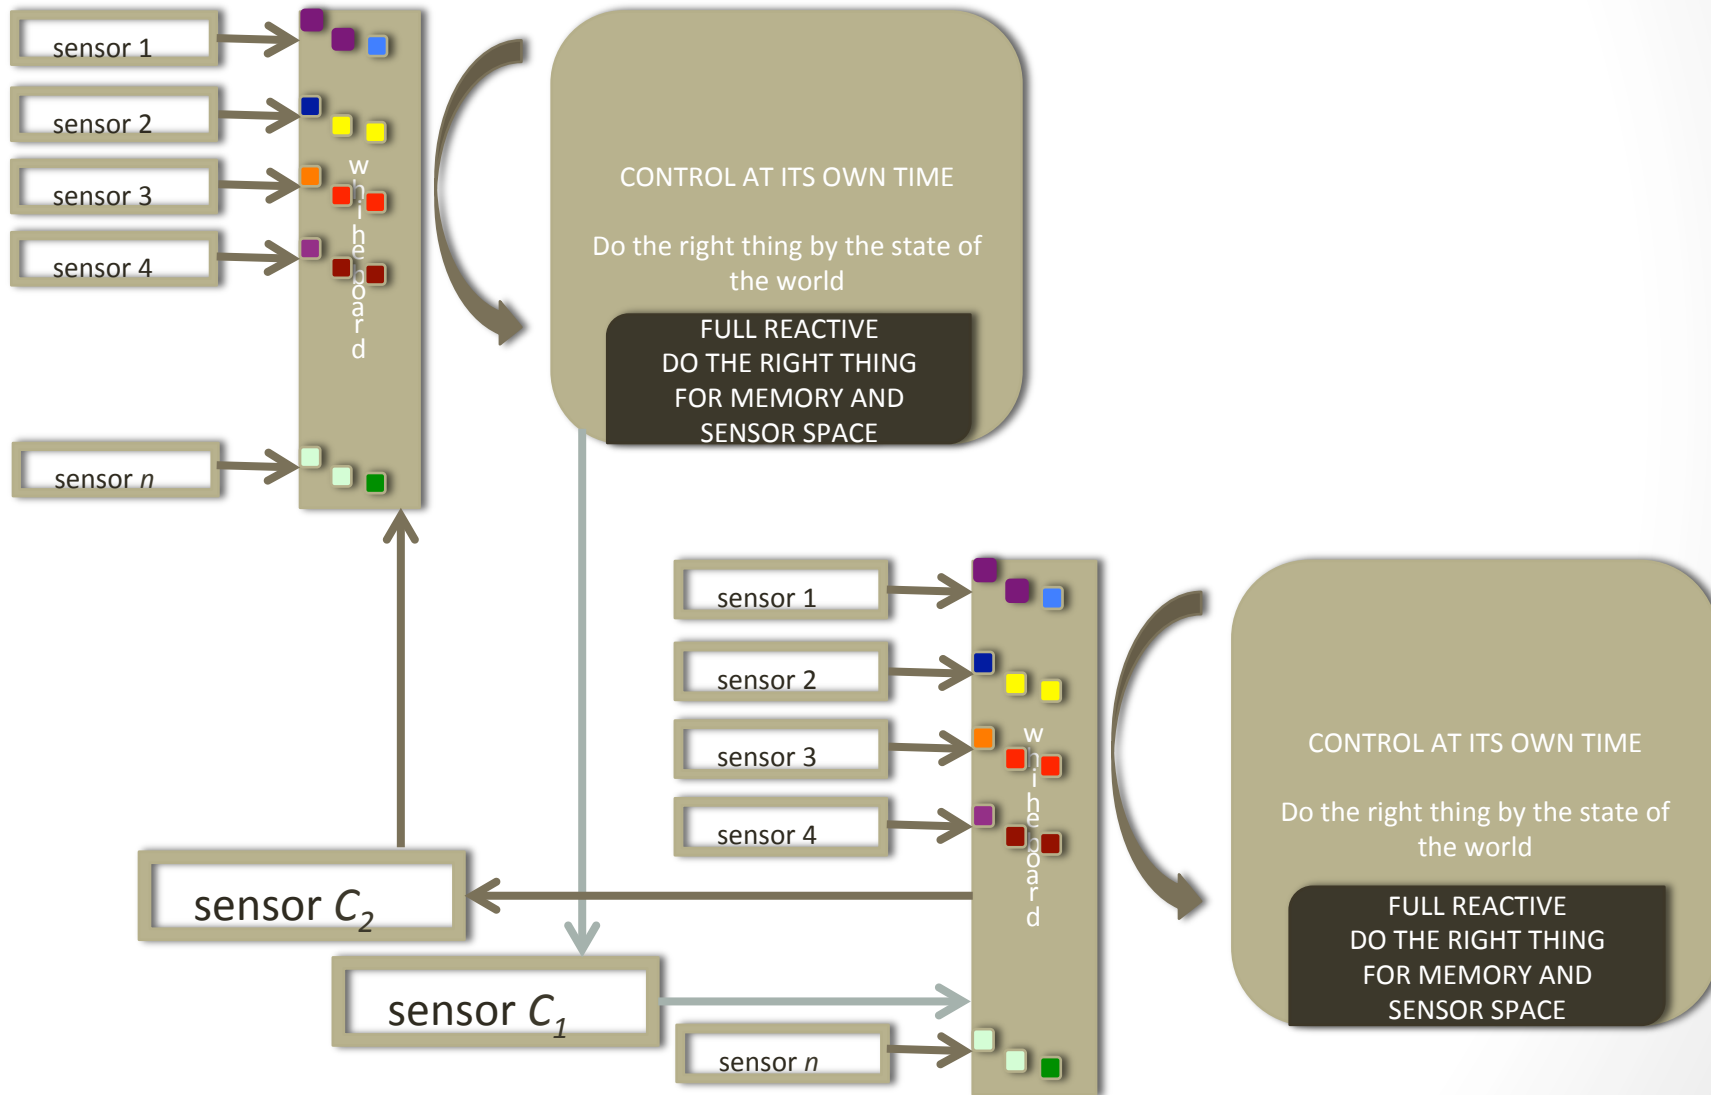 sensor 1
sensor 2
sensor 3
sensor 4
sensor n
whiheboard
CONTROL AT ITS OWN TIME
Do the right thing by the state of
the world
FULL REACTIVE
DO THE RIGHT THING
FOR MEMORY AND
SENSOR SPACE
sensor 1
sensor 2
sensor 3
sensor 4
sensor C2
sensor C1
sensor n
whiheboard
CONTROL AT ITS OWN TIME
Do the right thing by the state of
the world
FULL REACTIVE
DO THE RIGHT THING
FOR MEMORY AND
SENSOR SPACE